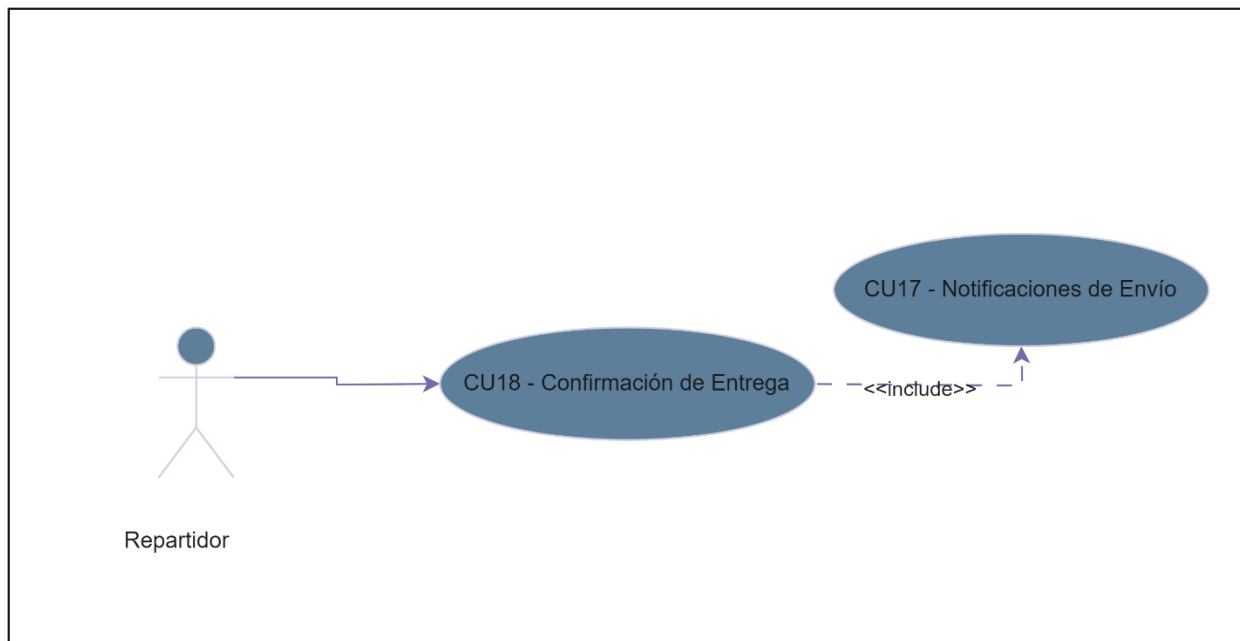 CU17 - Notificaciones de Envío
CU18 - Confirmación de Entrega
<<include>>
Repartidor